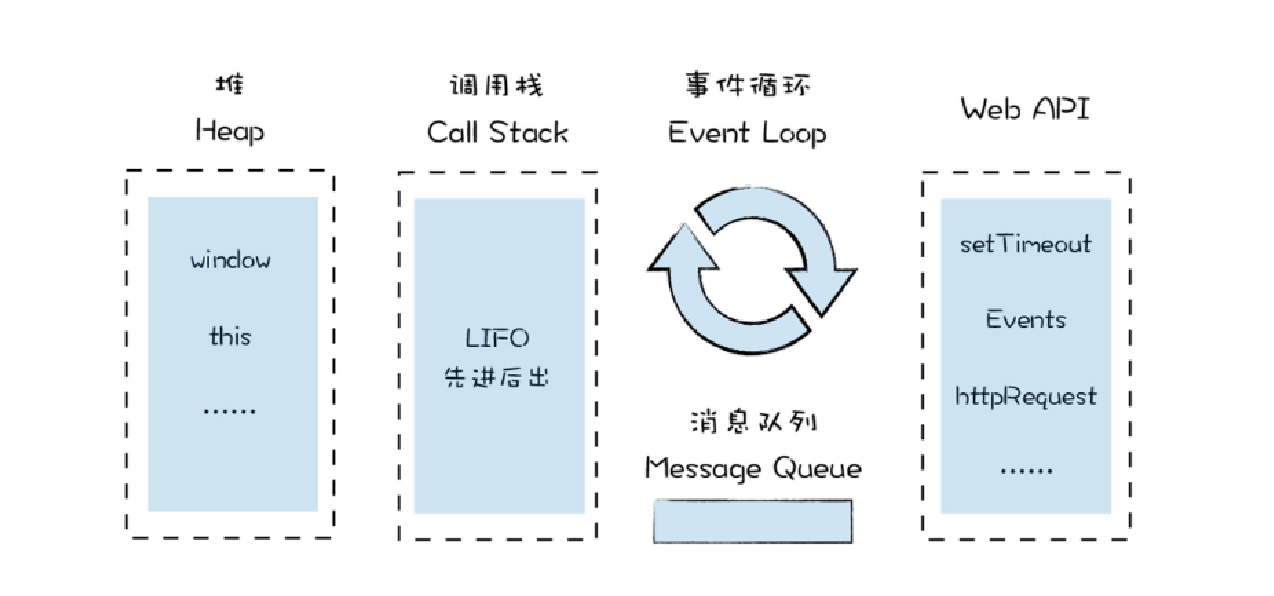 堆
Heap
window
this
......
调用栈
Call Stack
LIFO
先进后出
事件循环
Event Loop
消息队列
Message Queue
Web API
setTimeout
Events
httpRequest
......